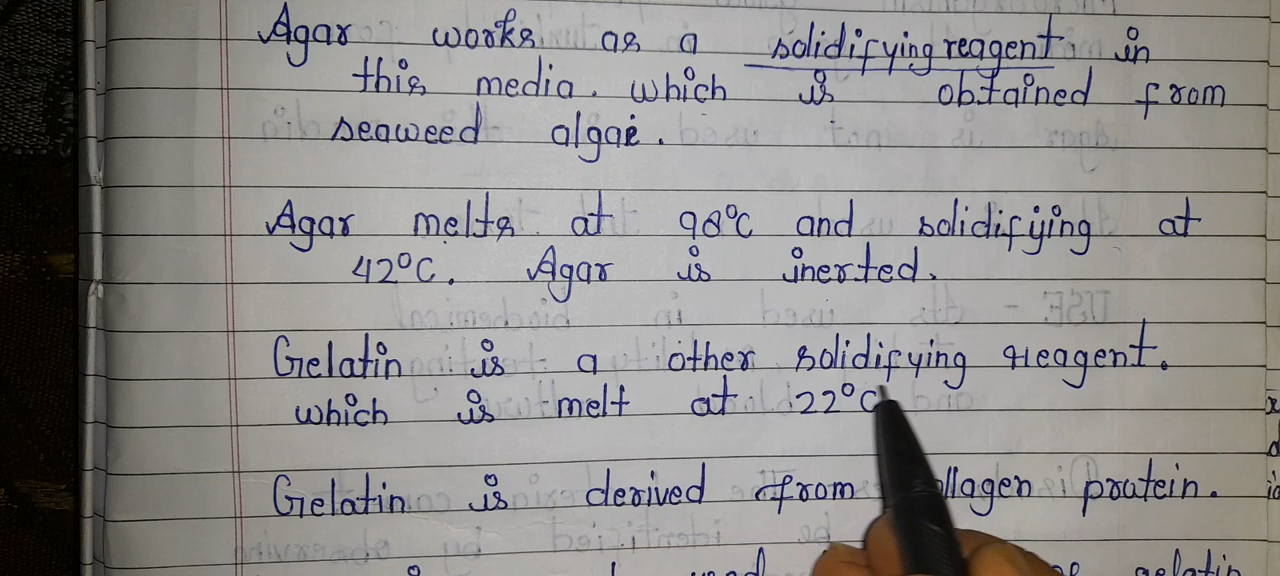 Agar works as a solidifying reagent in
this media. which is obtained from
seaweed algae.
Agar melts at 98°C and solidifying at
42°C. Agar is inerted.
Gelatin is a other solidifying reagent.
which is melt at 22°C
Gelatin is derived from collagen protein.
gelatin